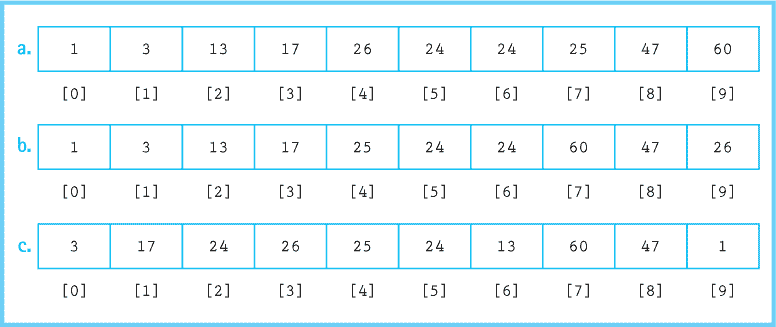 a. 1 3 13 17 26 24 24 25 47 60
[0] [1] [2] [3] [4] [5] [6] [7] [8] [9]
b. 1 3 13 17 25 24 24 60 47 26
[0] [1] [2] [3] [4] [5] [6] [7] [8] [9]
c. 3 17 24 26 25 24 13 60 47 1
[0] [1] [2] [3] [4] [5] [6] [7] [8] [9]